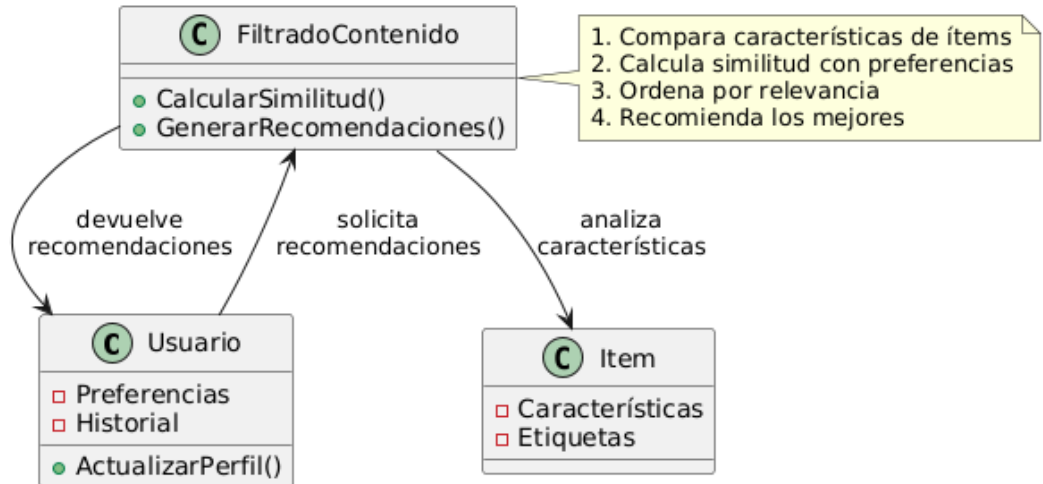 C FiltradoContenido
CalcularSimilitud()
GenerarRecomendaciones()
1. Compara características de ítems
2. Calcula similitud con preferencias
3. Ordena por relevancia
4. Recomienda los mejores
devuelve
recomendaciones
solicita
recomendaciones
analiza
características
C Usuario
Preferencias
Historial
ActualizarPerfil()
C Item
Características
Etiquetas